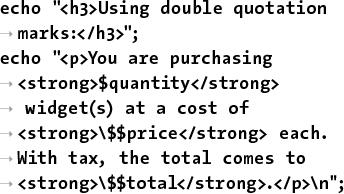 echo "<h3>Using double quotation
→ marks:</h3>";
echo "<p>You are purchasing
→ <strong>$quantity</strong>
→ widget(s) at a cost of
→ <strong>\$$price</strong> each.
→ With tax, the total comes to
→ <strong>\$$total</strong>.</p>\n";